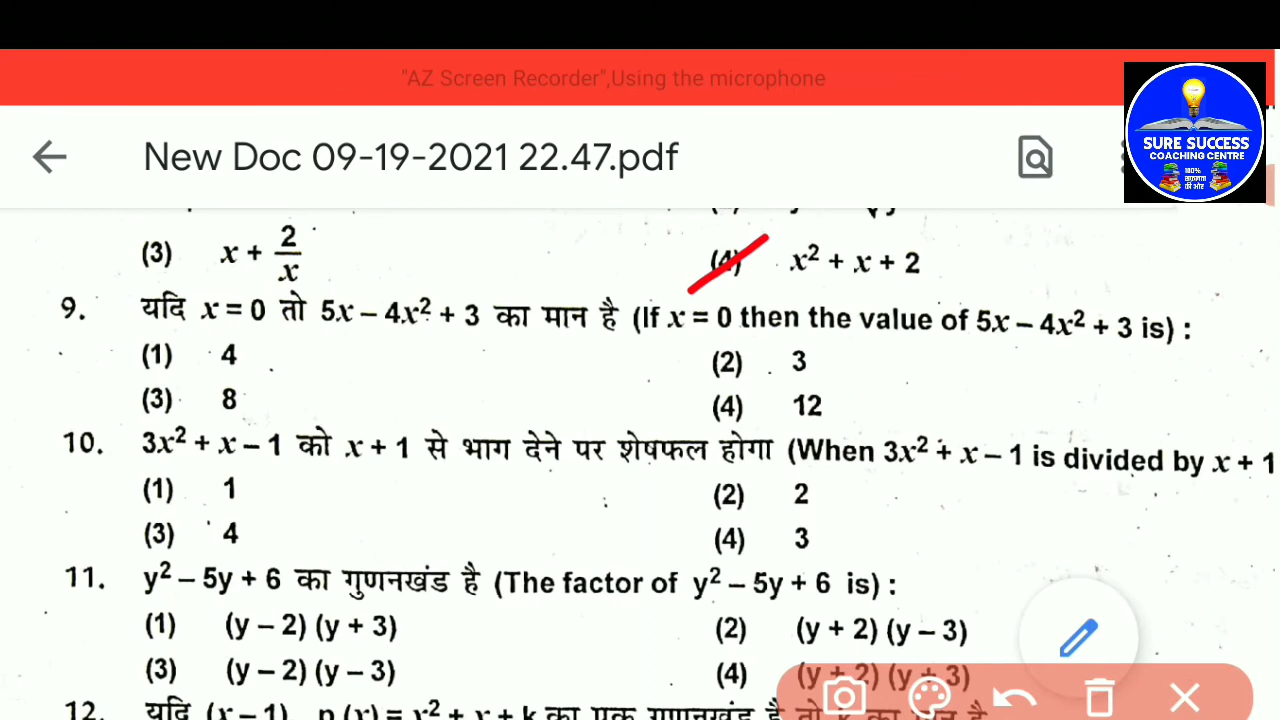 "AZ Screen Recorder",Using the microphone
New Doc 09-19-2021 22.47.pdf
SURE SUCCESS
COACHING CENTRE
100%
सफलता
की ओर
(3) x + 2/x (4) x² + x + 2
9. यदि x = 0 तो 5x – 4x² + 3 का मान है (If x = 0 then the value of 5x – 4x² + 3 is) :
(1) 4 (2) 3
(3) 8 (4) 12
10. 3x² + x – 1 को x + 1 से भाग देने पर शेषफल होगा (When 3x² + x – 1 is divided by x + 1
(1) 1 (2) 2
(3) 4 (4) 3
11. y² – 5y + 6 का गुणनखंड है (The factor of y² – 5y + 6 is) :
(1) (y – 2) (y + 3) (2) (y + 2) (y – 3)
(3) (y – 2) (y – 3) (4) (y + 2) (y + 3)
12. यदि (x – 1), p (x) = x² + x + k का एक गुणनखंड है तो k का मान है